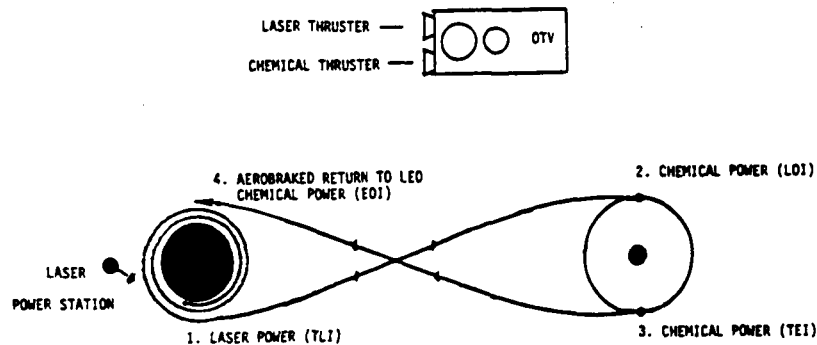 LASER THRUSTER
OTV
CHEMICAL THRUSTER
4. AEROBRAKED RETURN TO LEO
CHEMICAL POWER (EOI)
2. CHEMICAL POWER (LOI)
LASER
POWER STATION
1. LASER POWER (TLI)
3. CHEMICAL POWER (TEI)